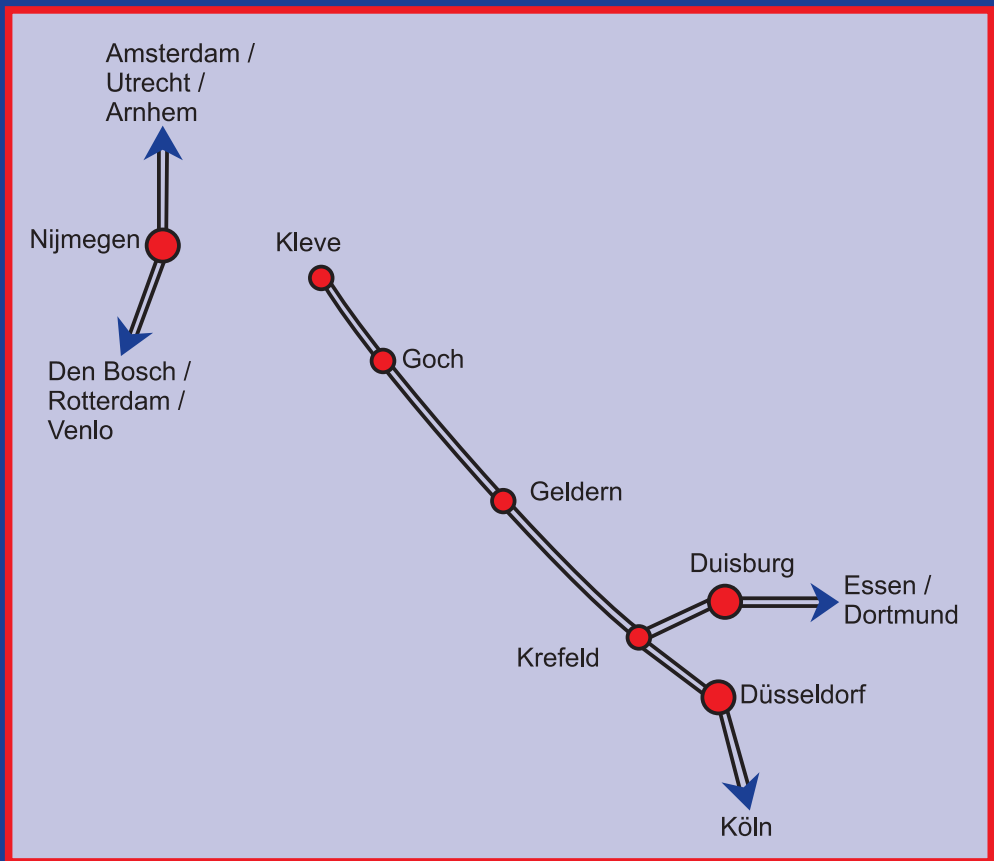 Amsterdam /
Utrecht /
Arnhem
Nijmegen
Kleve
Den Bosch /
Rotterdam /
Venlo
Goch
Geldern
Duisburg
Essen /
Dortmund
Krefeld
Düsseldorf
Köln